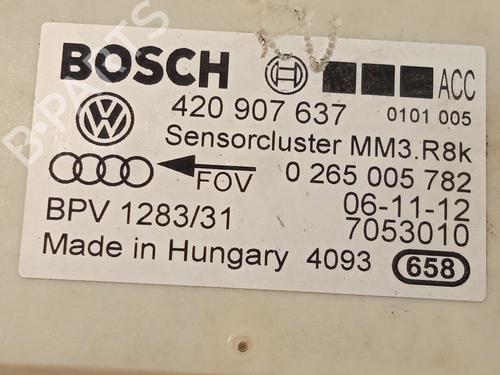 BOSCH ACC
420 907 637 0101 005
Sensorcluster MM3.R8k
FOV 0 265 005 782
BPV 1283/31 06-11-12
7053010
Made in Hungary 4093 658
B-PARTS